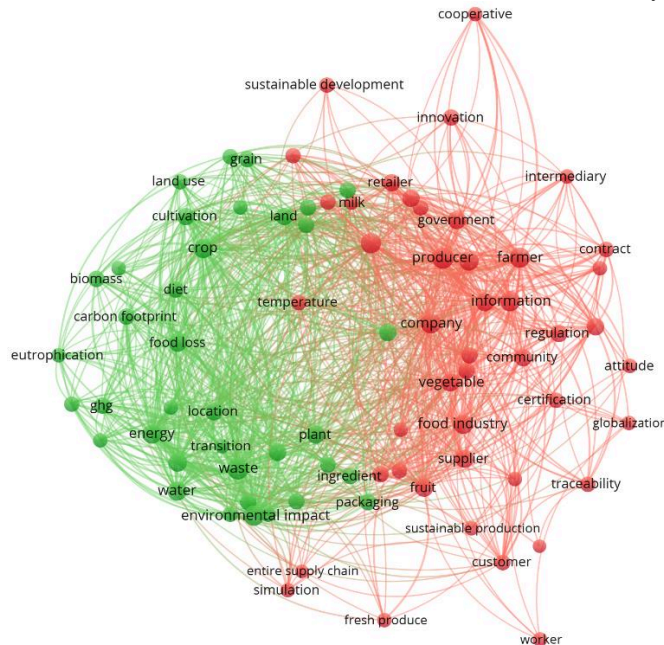 cooperative
sustainable development
innovation
grain
land use
retailer
intermediary
milk
cultivation
land
government
crop
contract
producer
farmer
biomass
diet
temperature
information
carbon footprint
company
regulation
food loss
eutrophication
community
attitude
vegetable
certification
ghg
location
globalization
food industry
energy
plant
transition
waste
supplier
ingredient
traceability
water
fruit
packaging
environmental impact
sustainable production
customer
entire supply chain
simulation
fresh produce
worker